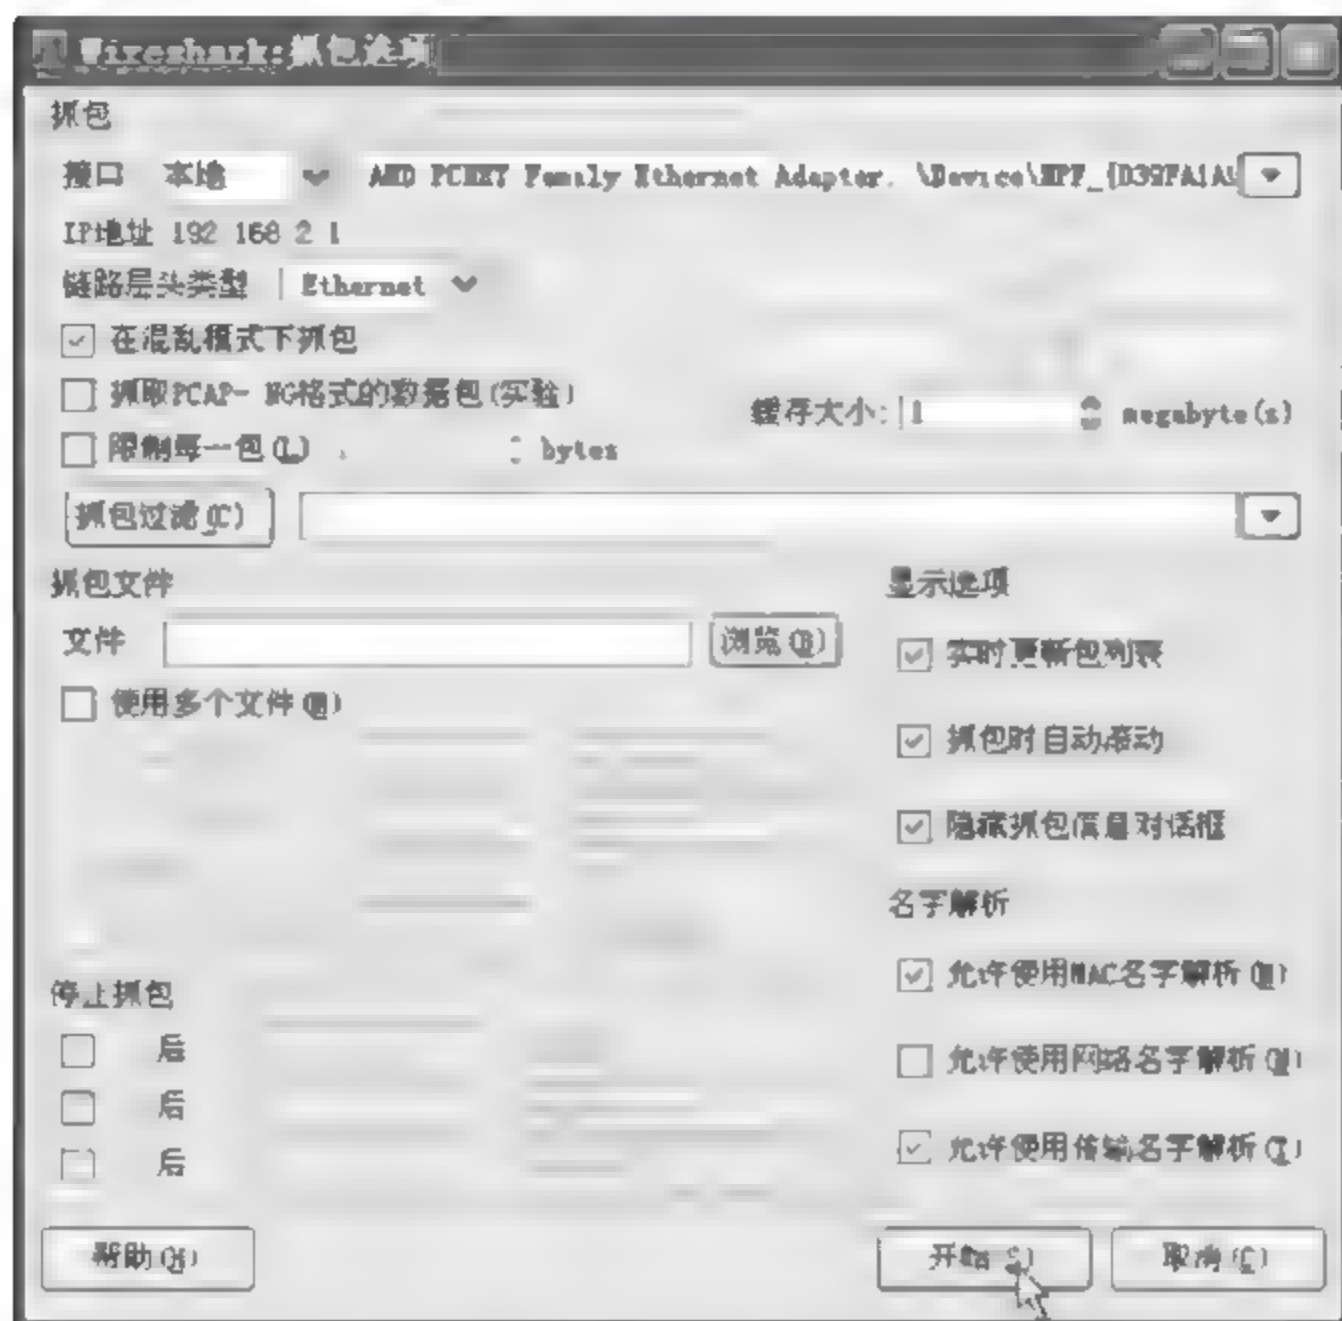 Wireshark:抓包选项
抓包
接口 本地 AMD PCNET Family Ethernet Adapter. \Device\NPF_{D39FA1A
IP地址 192 168 2 1
链路层头类型 Ethernet
在混乱模式下抓包
抓取PCAP- NG格式的数据包(实验)
缓存大小: 1 megabyte(s)
限制每一包(L) bytes
抓包过滤(C)
抓包文件
文件 浏览(B)
使用多个文件(M)
显示选项
实时更新包列表
抓包时自动滚动
隐藏抓包信息对话框
名字解析
允许使用MAC名字解析(M)
允许使用网络名字解析(N)
允许使用传输名字解析(T)
停止抓包
后
后
后
帮助(H) 开始(S) 取消(C)